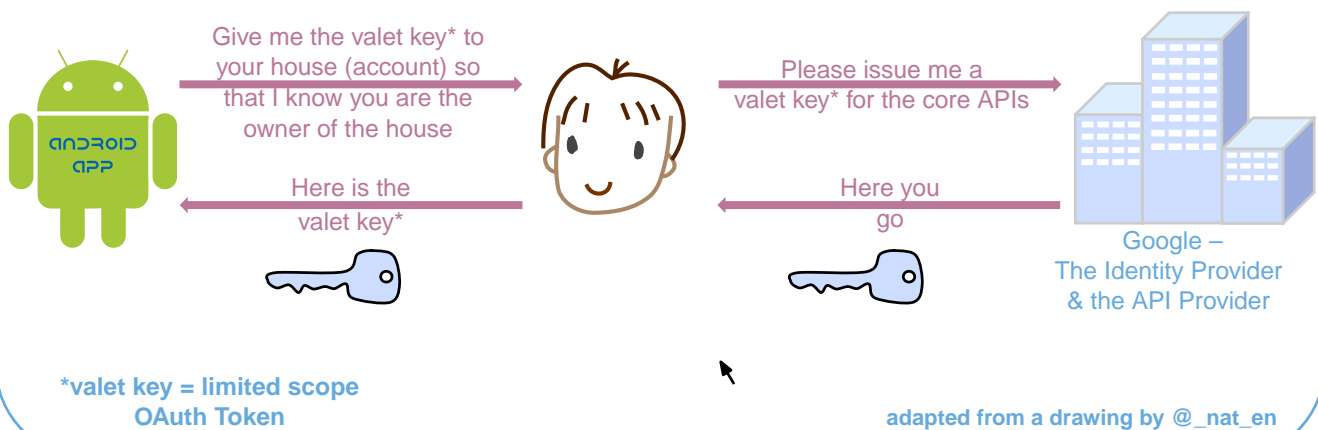 Give me the valet key* to
your house (account) so
that I know you are the
owner of the house
Please issue me a
valet key* for the core APIs
ANDROID
APP
Here is the
valet key*
Here you
go
Google –
The Identity Provider
& the API Provider
*valet key = limited scope
OAuth Token
adapted from a drawing by @_nat_en